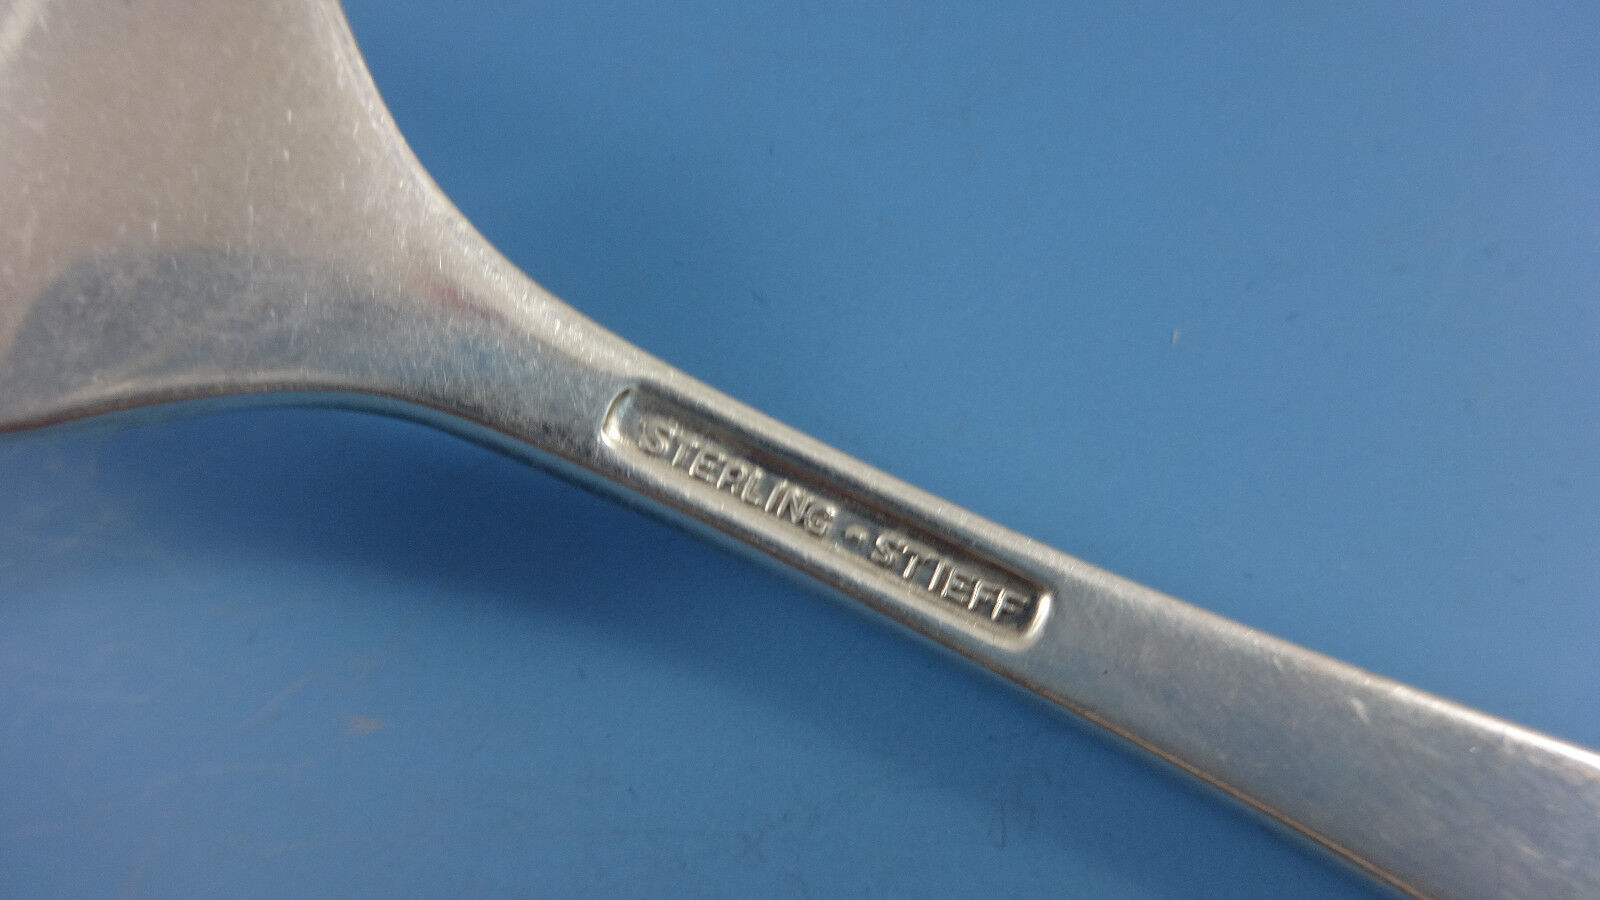 STERLING • STIEFF